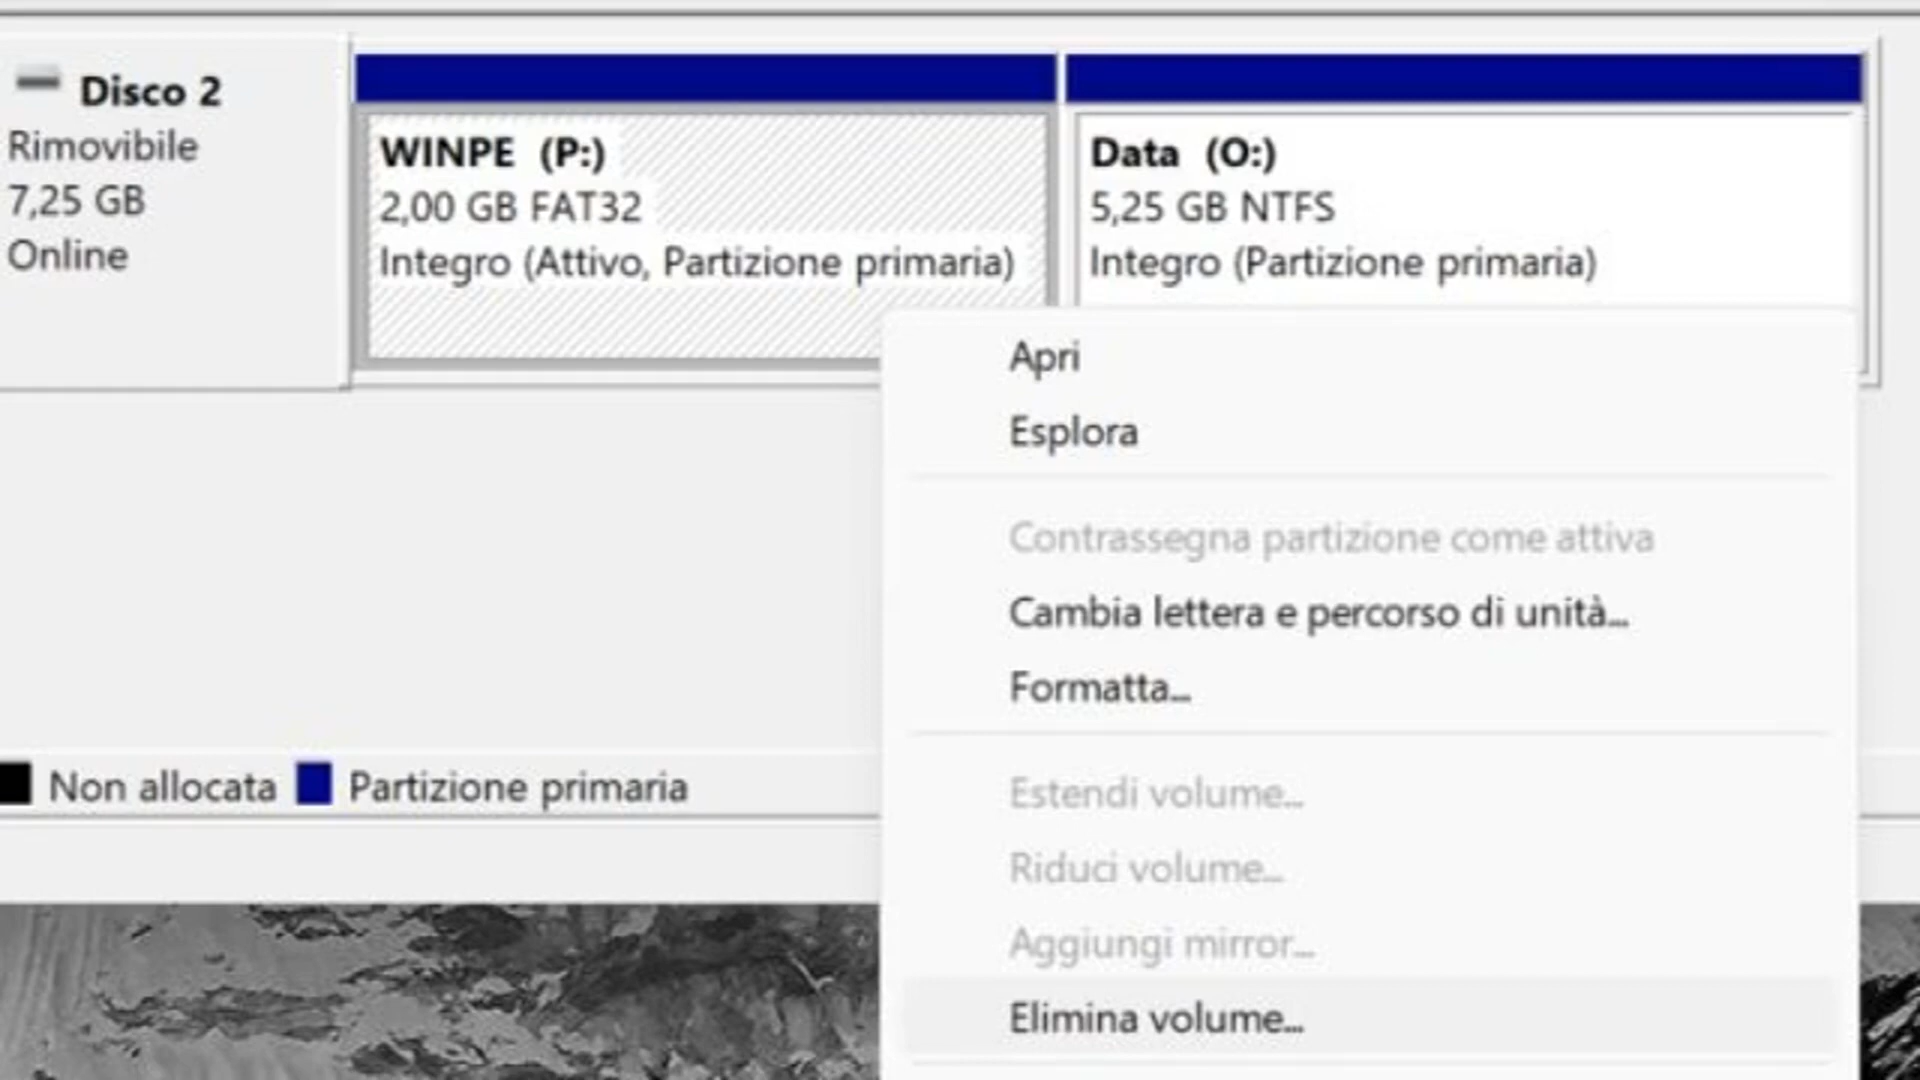 Disco 2
Rimovibile
7,25 GB
Online
WINPE (P:)
2,00 GB FAT32
Integro (Attivo, Partizione primaria)
Data (O:)
5,25 GB NTFS
Integro (Partizione primaria)
Apri
Esplora
Contrassegna partizione come attiva
Cambia lettera e percorso di unità...
Formatta...
Estendi volume...
Riduci volume...
Aggiungi mirror...
Elimina volume...
Non allocata
Partizione primaria